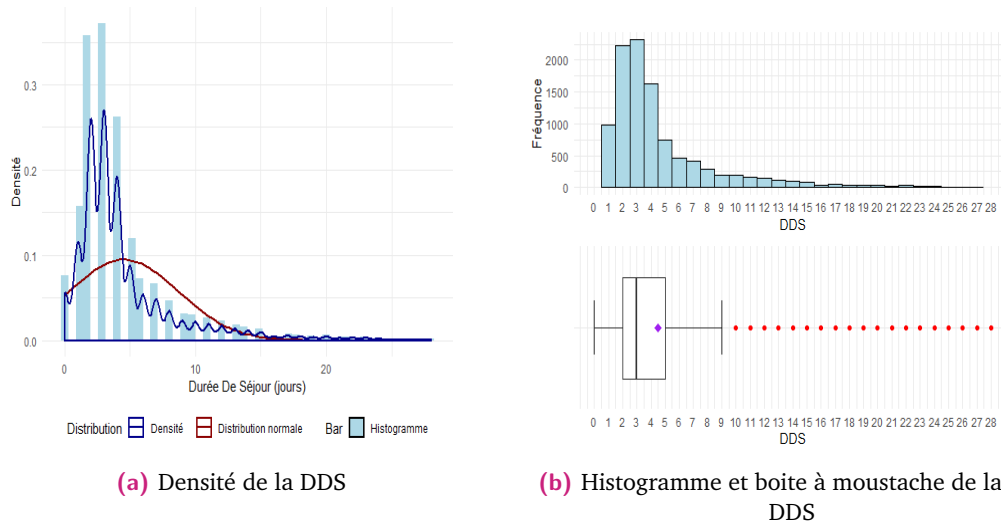 Densité
0.3
0.2
0.1
0.0
0 10 20
Durée De Séjour (jours)
Distribution Densité Distribution normale Bar Histogramme
(a) Densité de la DDS
Fréquence
2000
1500
1000
500
0
0 1 2 3 4 5 6 7 8 9 10 11 12 13 14 15 16 17 18 19 20 21 22 23 24 25 26 27 28
DDS
0 1 2 3 4 5 6 7 8 9 10 11 12 13 14 15 16 17 18 19 20 21 22 23 24 25 26 27 28
DDS
(b) Histogramme et boite à moustache de la
DDS